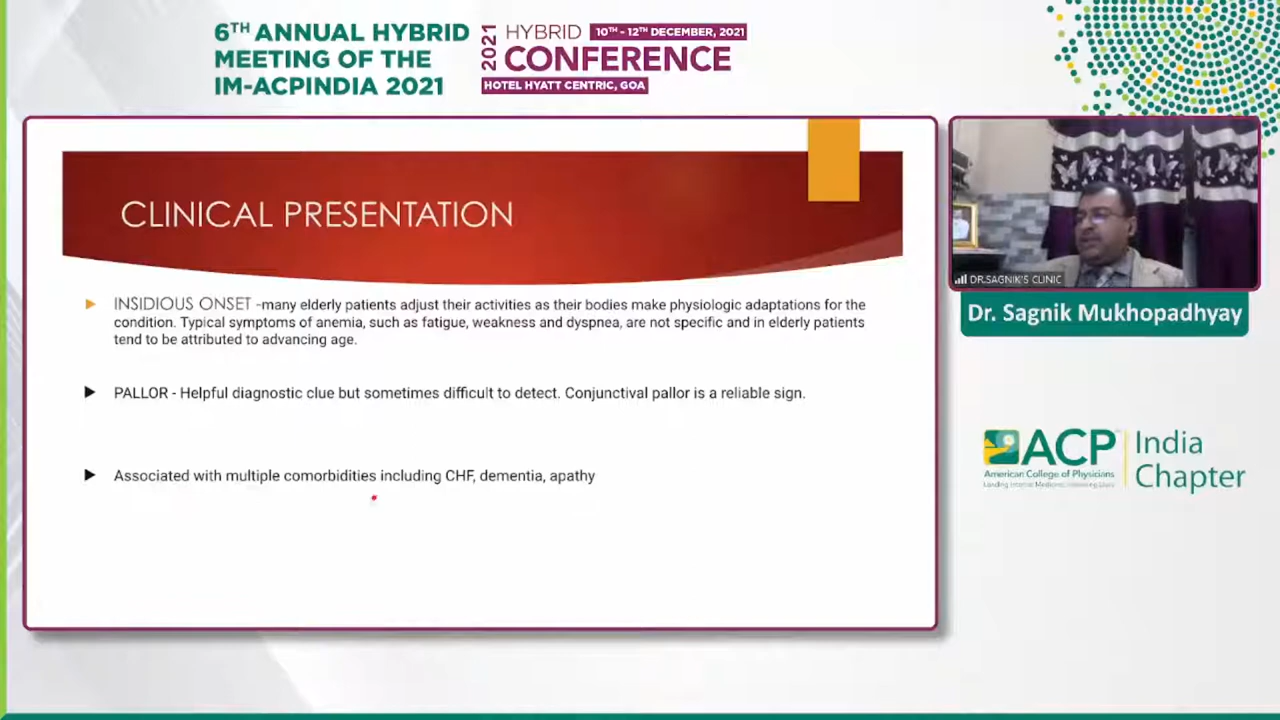 6TH ANNUAL HYBRID
MEETING OF THE
IM-ACPINDIA 2021
2021
HYBRID 10TH - 12TH DECEMBER, 2021
CONFERENCE
HOTEL HYATT CENTRIC, GOA
CLINICAL PRESENTATION
INSIDIOUS ONSET -many elderly patients adjust their activities as their bodies make physiologic adaptations for the
condition. Typical symptoms of anemia, such as fatigue, weakness and dyspnea, are not specific and in elderly patients
tend to be attributed to advancing age.
PALLOR - Helpful diagnostic clue but sometimes difficult to detect. Conjunctival pallor is a reliable sign.
Associated with multiple comorbidities including CHF, dementia, apathy
DR.SAGNIK'S CLINIC
Dr. Sagnik Mukhopadhyay
ACP
American College of Physicians
Leading Internal Medicine, Improving Lives
India
Chapter